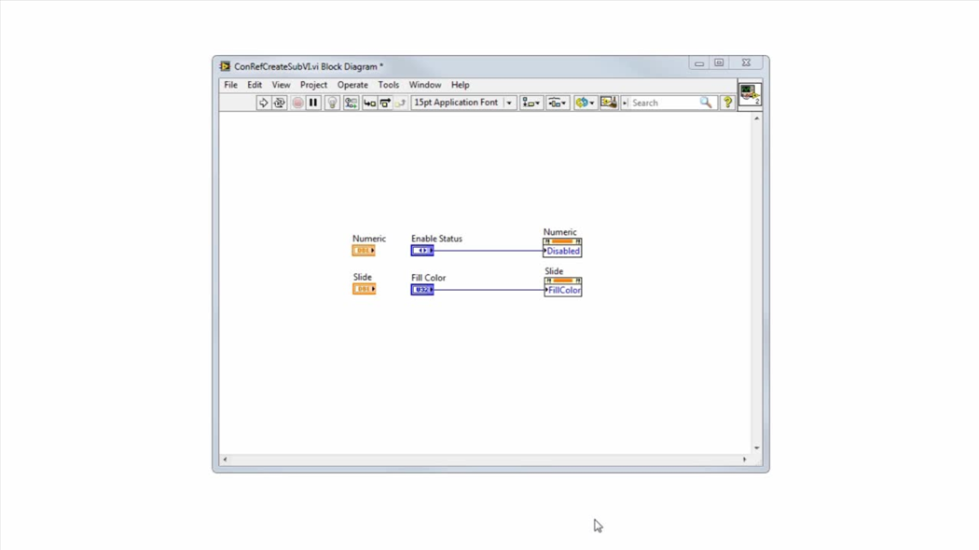 ConRefCreateSubVI.vi Block Diagram *
File Edit View Project Operate Tools Window Help
15pt Application Font Search ? 2
Numeric Enable Status Numeric
Disabled
Slide Fill Color Slide
FillColor